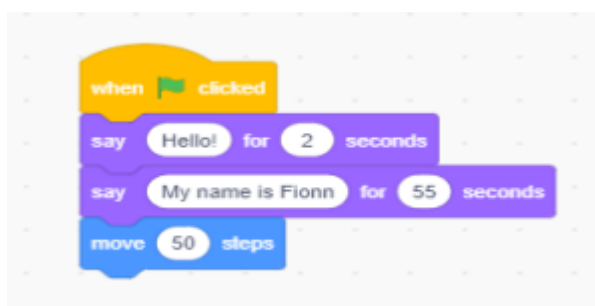 when clicked
say Hello! for 2 seconds
say My name is Fionn for 55 seconds
move 50 steps